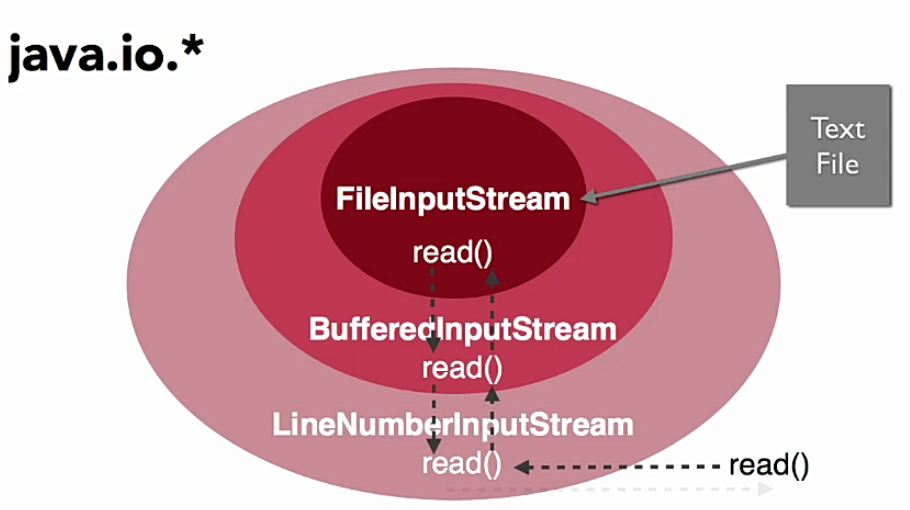 java.io.*
Text
File
FileInputStream
read()
BufferedInputStream
read()
LineNumberInputStream
read()
read()